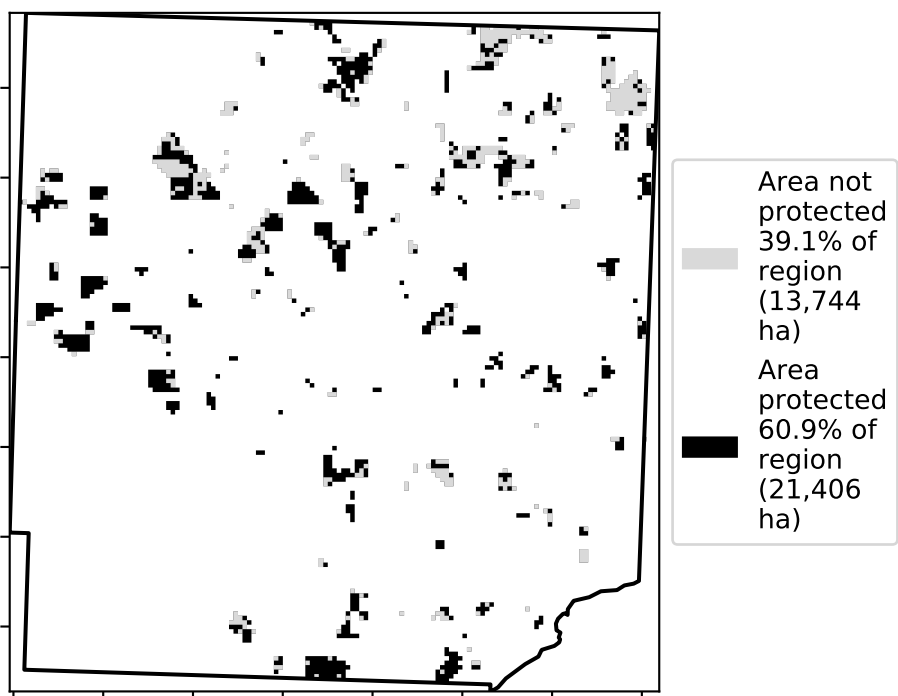 Area not
protected
39.1% of
region
(13,744
ha)
Area
protected
60.9% of
region
(21,406
ha)